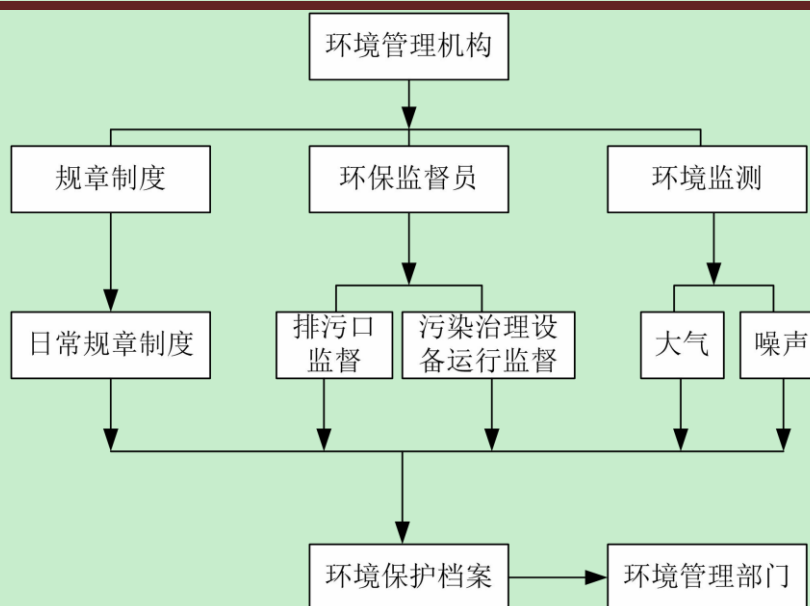 环境管理机构
规章制度
环保监督员
环境监测
日常规章制度
排污口
监督
污染治理设
备运行监督
大气
噪声
环境保护档案
环境管理部门